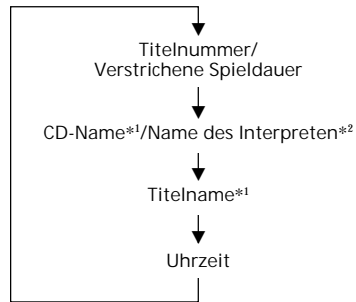 Titelnummer/
Verstrichene Spieldauer
CD-Name*¹/Name des Interpreten*²
Titelname*¹
Uhrzeit